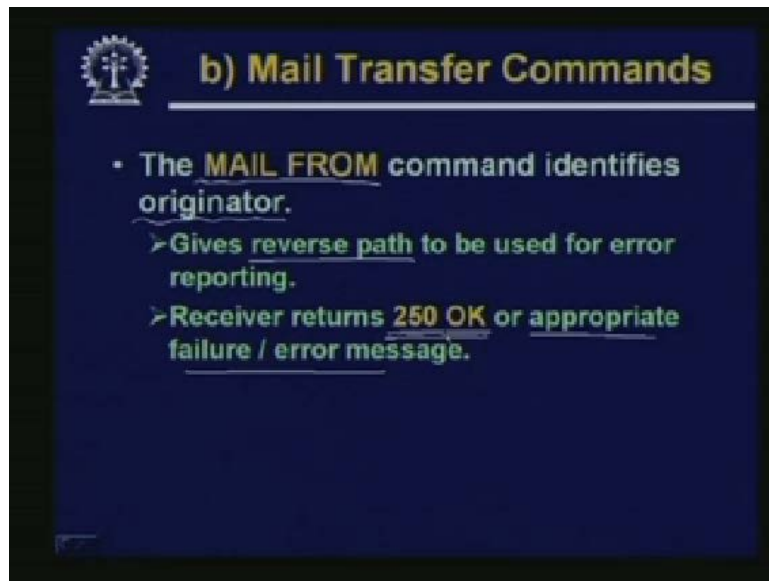 b) Mail Transfer Commands
• The MAIL FROM command identifies
originator.
➢Gives reverse path to be used for error
reporting.
➢Receiver returns 250 OK or appropriate
failure / error message.